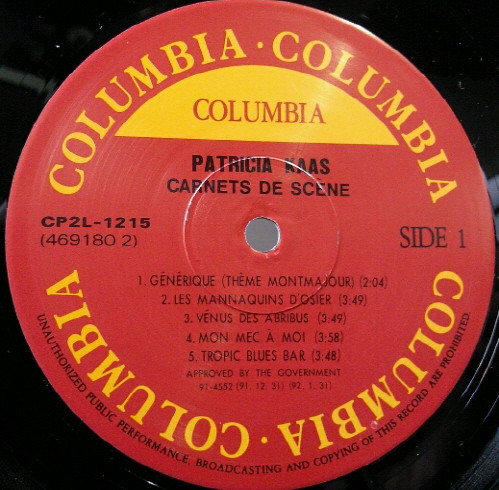 COLUMBIA · COLUMBIA
COLUMBIA
PATRICIA KAAS
CARNETS DE SCENE
CP2L-1215
(469180 2)
SIDE 1
1. GÉNÉRIQUE (THÈME MONTMAJOUR) (2:04)
2. LES MANNAQUINS D'OSIER (3:49)
3. VÉNUS DES ABRIBUS (3,49)
4. MON MEC À MOI (3:58)
5. TROPIC BLUES BAR (3:48)
APPROVED BY THE GOVERNMENT
91-4552 (91. 12. 31) (92. 1. 31)
COLUMBIA · COLUMBIA
UNAUTHORIZED PUBLIC PERFORMANCE, BROADCASTING AND COPYING OF THIS RECORD ARE PROHIBITED